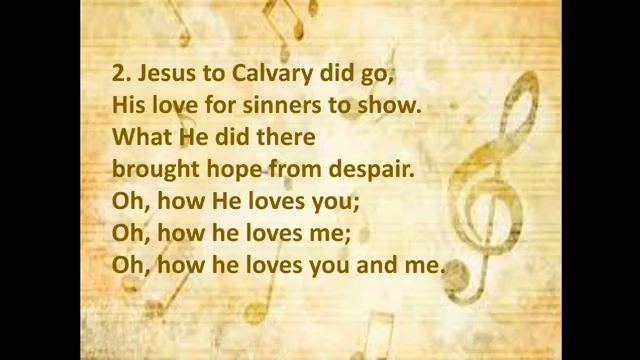 2. Jesus to Calvary did go,
His love for sinners to show.
What He did there
brought hope from despair.
Oh, how He loves you;
Oh, how he loves me;
Oh, how he loves you and me.